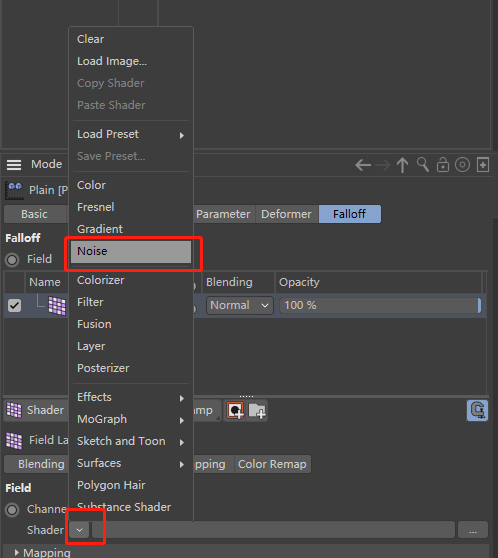 Clear
Load Image...
Copy Shader
Paste Shader
Load Preset
Save Preset...
Mode
Color
Plain [P
Fresnel
Basic
Parameter
Deformer
Falloff
Gradient
Falloff
Noise
Field
Name
Blending
Opacity
Colorizer
Filter
Normal
100 %
Fusion
Layer
Posterizer
Effects
Shader
amp
MoGraph
Field La
Sketch and Toon
Blending
pping
Color Remap
Surfaces
Field
Polygon Hair
Channe
Substance Shader
Shader
...
Mapping